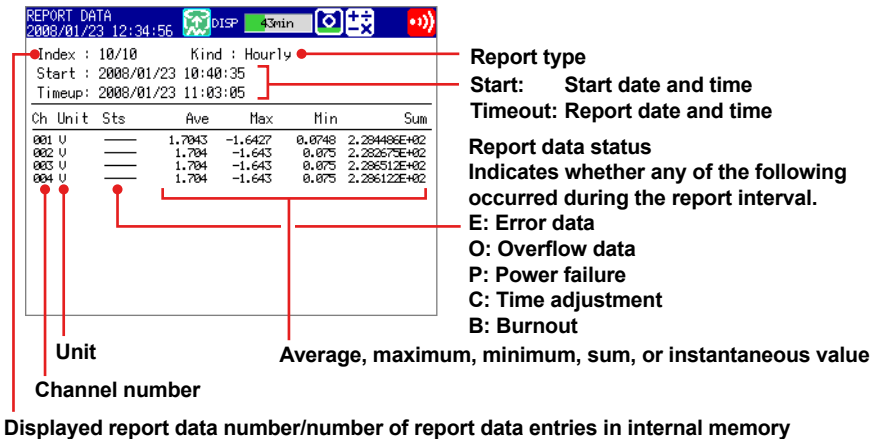 REPORT DATA
2008/01/23 12:34:56 DISP 43min
Index : 10/10 Kind : Hourly
Start : 2008/01/23 10:40:35
Timeup: 2008/01/23 11:03:05
Ch Unit Sts Ave Max Min Sum
001 V 1.7043 -1.6427 0.0748 2.284486E+02
002 V 1.704 -1.643 0.075 2.282675E+02
003 V 1.704 -1.643 0.075 2.286512E+02
004 V 1.704 -1.643 0.075 2.286122E+02
Report type
Start: Start date and time
Timeout: Report date and time
Report data status
Indicates whether any of the following
occurred during the report interval.
E: Error data
O: Overflow data
P: Power failure
C: Time adjustment
B: Burnout
Unit
Average, maximum, minimum, sum, or instantaneous value
Channel number
Displayed report data number/number of report data entries in internal memory